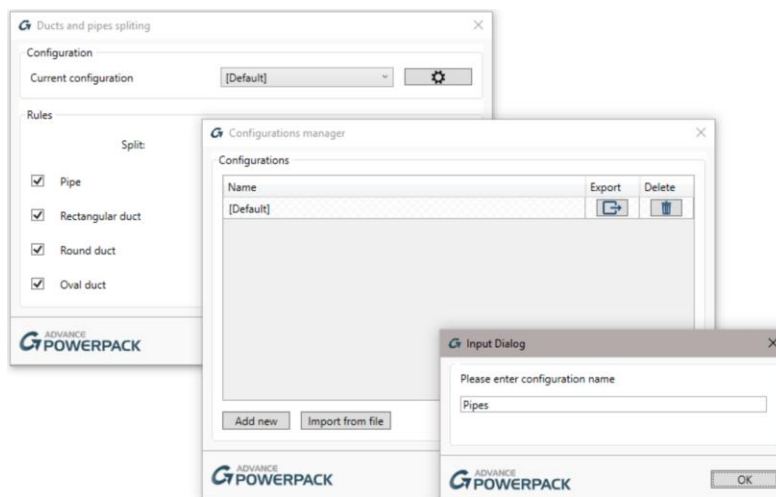 Ducts and pipes spliting
Configuration
Current configuration
[Default]
Rules
Split:
Pipe
Rectangular duct
Round duct
Oval duct
ADVANCE
POWERPACK
Configurations manager
Configurations
Name Export Delete
[Default]
Add new Import from file
ADVANCE
POWERPACK
Input Dialog
Please enter configuration name
Pipes
ADVANCE
POWERPACK
OK